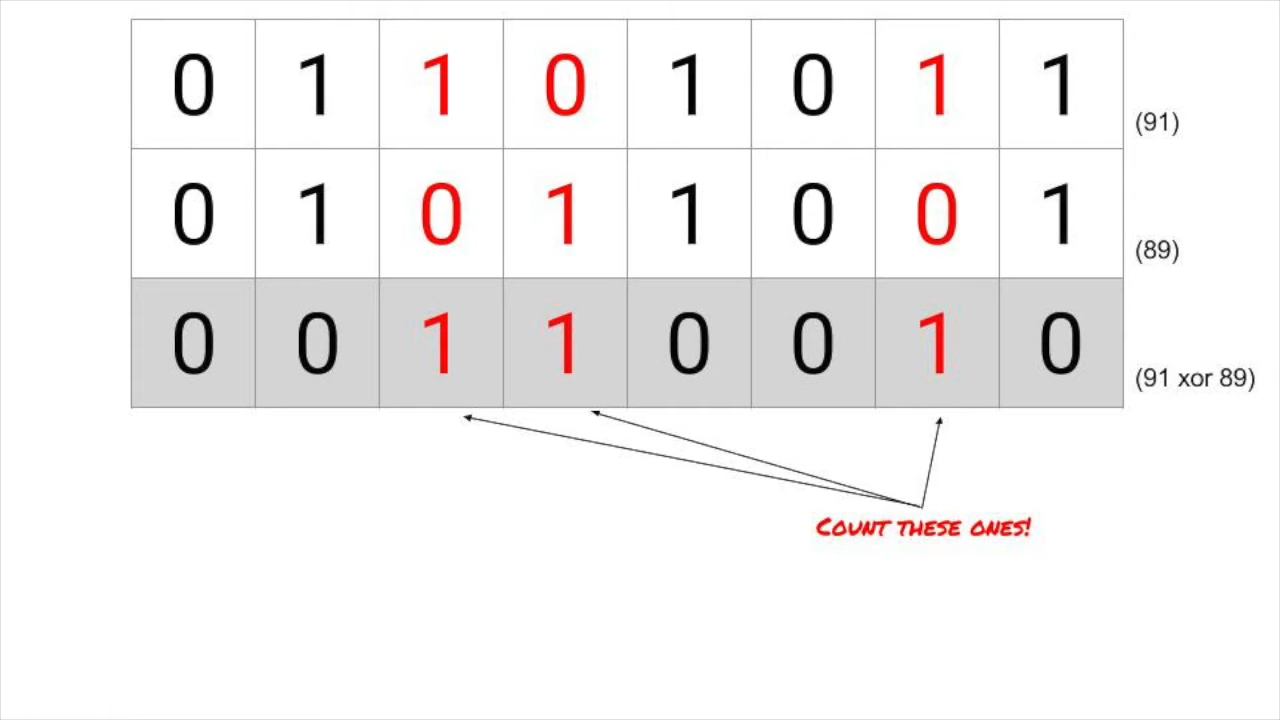 0 1 1 0 1 0 1 1 (91)
0 1 0 1 1 0 0 1 (89)
0 0 1 1 0 0 1 0 (91 xor 89)
COUNT THESE ONES!